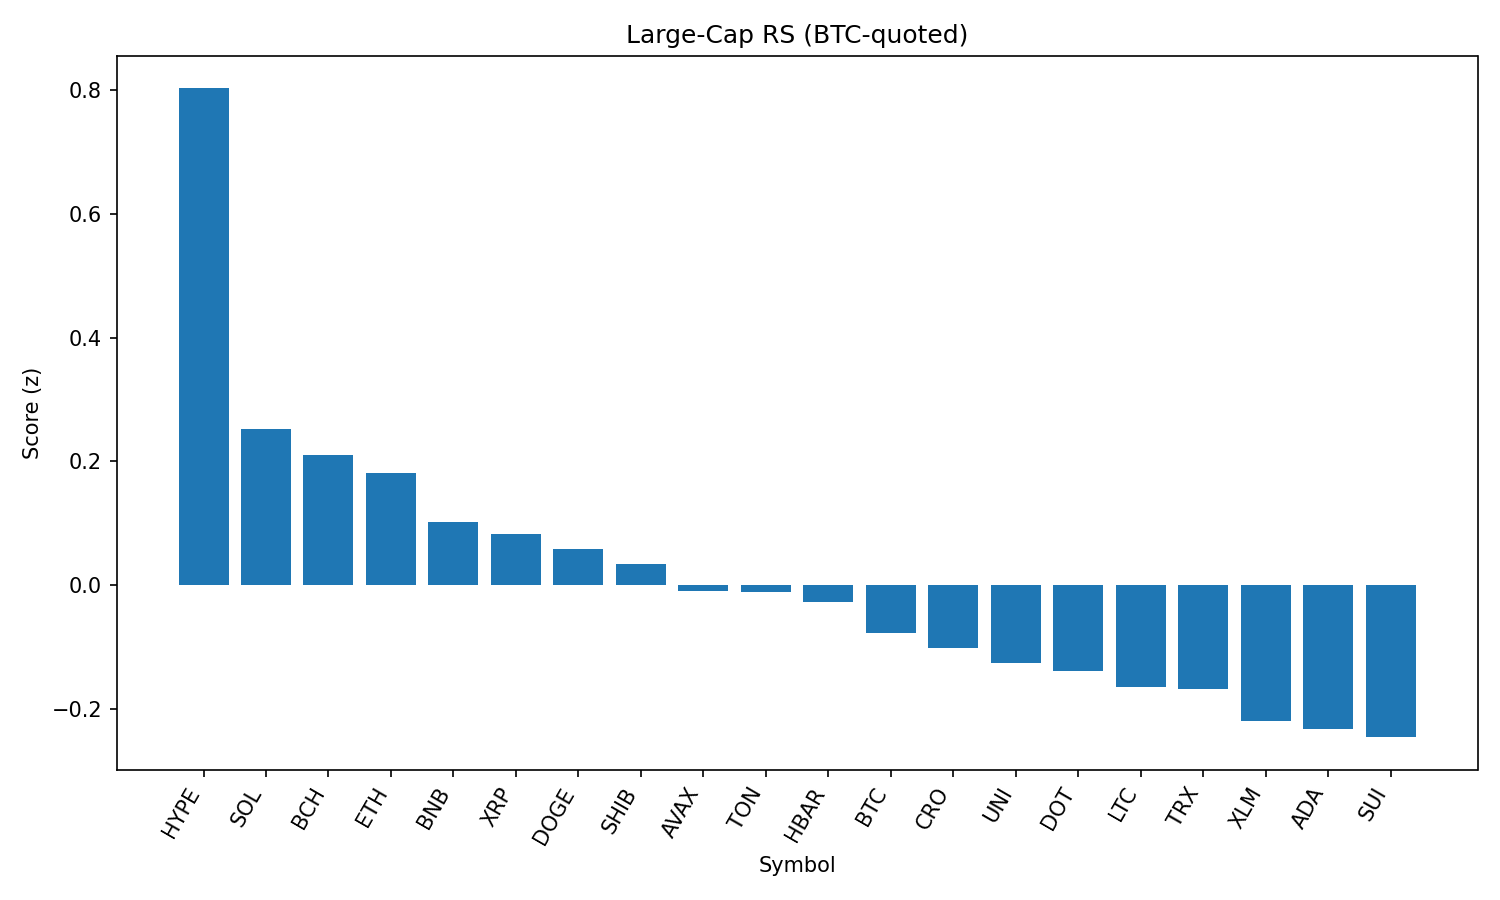 Large-Cap RS (BTC-quoted)
Score (z)
0.8
0.6
0.4
0.2
0.0
−0.2
HYPE
SOL
BCH
ETH
BNB
XRP
DOGE
SHIB
AVAX
TON
HBAR
BTC
CRO
UNI
DOT
LTC
TRX
XLM
ADA
SUI
Symbol